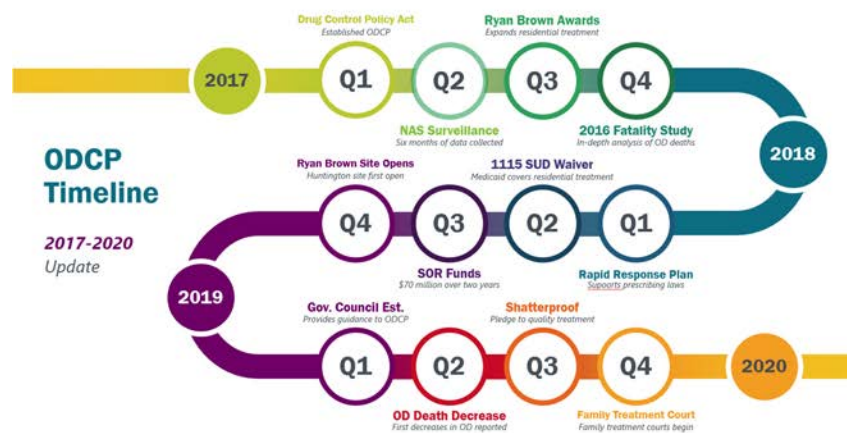 Drug Control Policy Act
Established ODCP
Ryan Brown Awards
Expands residential treatment
2017
Q1
Q2
Q3
Q4
NAS Surveillance
Six months of data collected
2016 Fatality Study
In-depth analysis of OD deaths
ODCP
Timeline
2017-2020
Update
2018
Ryan Brown Site Opens
Huntington site first open
1115 SUD Waiver
Medicaid covers residential treatment
Q4
Q3
Q2
Q1
SOR Funds
$70 million over two years
Rapid Response Plan
Supoarts prescribing laws
2019
Gov. Council Est.
Provides guidance to ODCP
Shatterproof
Pledge to quality treatment
Q1
Q2
Q3
Q4
2020
OD Death Decrease
First decreases in OD reported
Family Treatment Court
Family treatment courts begin